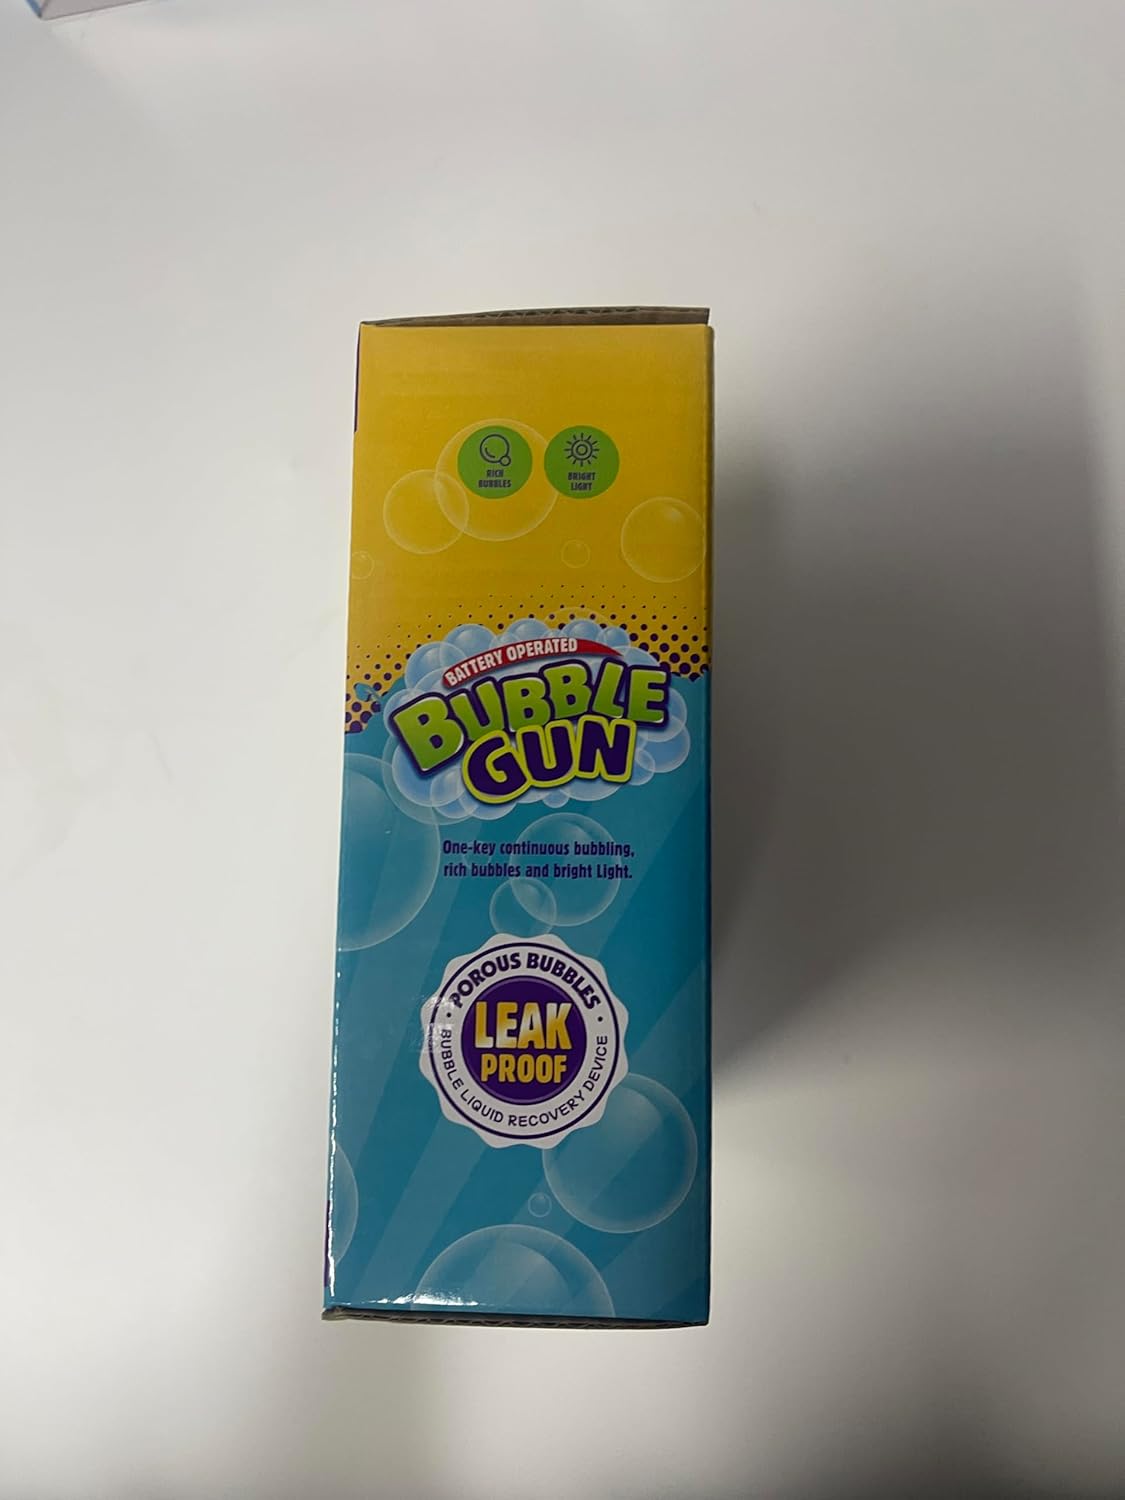 RICH
BUBBLES
BRIGHT
LIGHT
BATTERY OPERATED
BUBBLE
GUN
One-key continuous bubbling,
rich bubbles and bright Light.
POROUS BUBBLES
LEAK
PROOF
BUBBLE LIQUID RECOVERY DEVICE